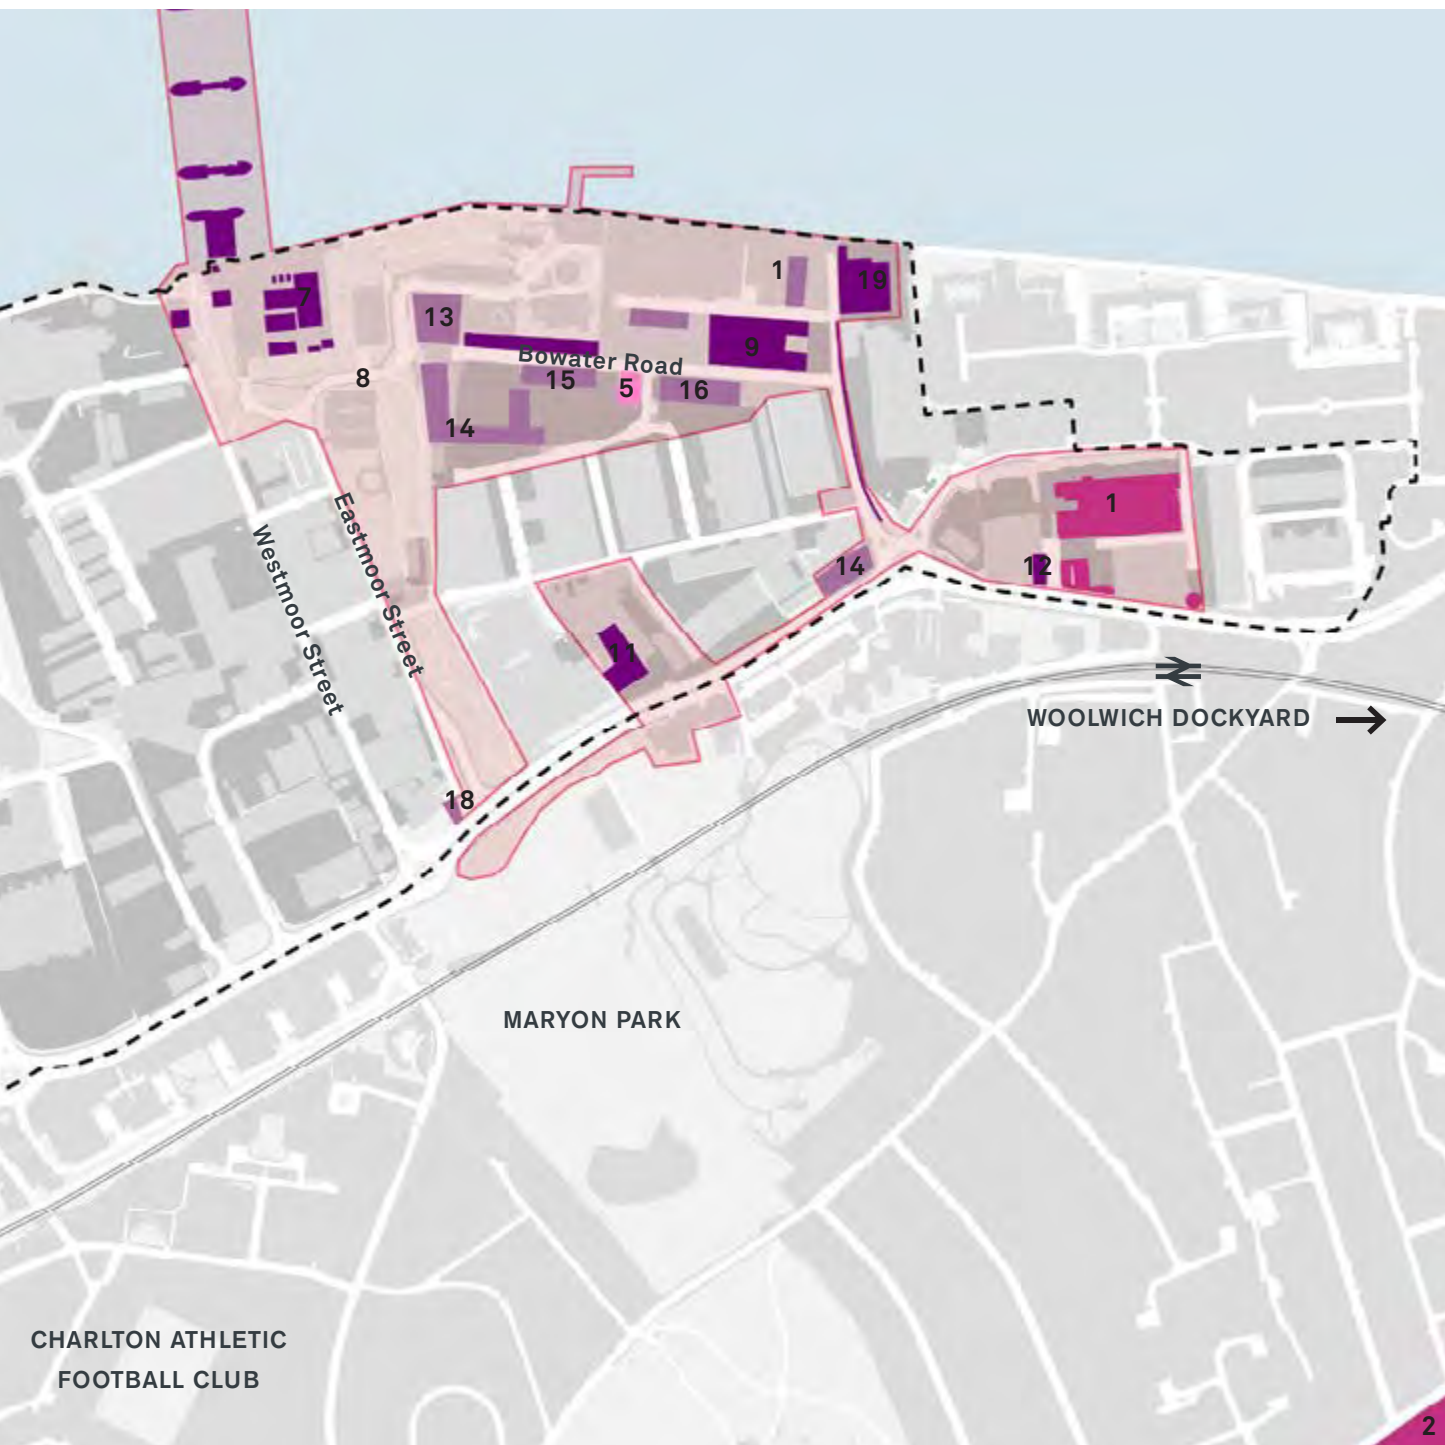 1
19
7
13
9
Bowater Road
8
15
5
16
14
1
Eastmoor Street
Westmoor Street
14
12
11
WOOLWICH DOCKYARD
18
MARYON PARK
CHARLTON ATHLETIC
FOOTBALL CLUB
2